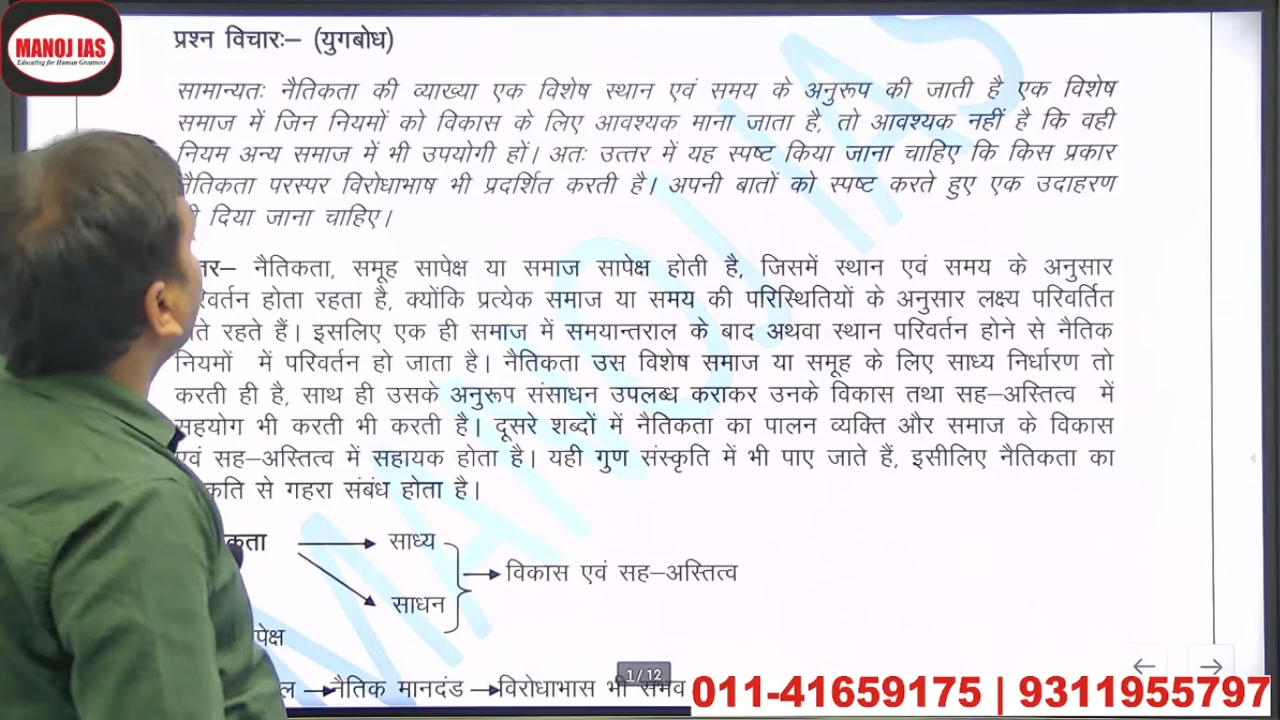 MANOJ IAS
Educating for Human Greatness
प्रश्न विचारः– (युगबोध)
सामान्यतः नैतिकता की व्याख्या एक विशेष स्थान एवं समय के अनुरूप की जाती है एक विशेष
समाज में जिन नियमों को विकास के लिए आवश्यक माना जाता है, तो आवश्यक नहीं है कि वही
नियम अन्य समाज में भी उपयोगी हों। अतः उत्तर में यह स्पष्ट किया जाना चाहिए कि किस प्रकार
नैतिकता परस्पर विरोधाभाष भी प्रदर्शित करती है। अपनी बातों को स्पष्ट करते हुए एक उदाहरण
दिया जाना चाहिए।
नैतिकता, समूह सापेक्ष या समाज सापेक्ष होती है, जिसमें स्थान एवं समय के अनुसार
होता रहता है, क्योंकि प्रत्येक समाज या समय की परिस्थितियों के अनुसार लक्ष्य परिवर्तित
रहते हैं। इसलिए एक ही समाज में समयान्तराल के बाद अथवा स्थान परिवर्तन होने से नैतिक
नियमों में परिवर्तन हो जाता है। नैतिकता उस विशेष समाज या समूह के लिए साध्य निर्धारण तो
करती ही है, साथ ही उसके अनुरूप संसाधन उपलब्ध कराकर उनके विकास तथा सह–अस्तित्व में
सहयोग भी करती भी करती है। दूसरे शब्दों में नैतिकता का पालन व्यक्ति और समाज के विकास
एवं सह–अस्तित्व में सहायक होता है। यही गुण संस्कृति में भी पाए जाते हैं, इसीलिए नैतिकता का
से गहरा संबंध होता है।
साध्य
विकास एवं सह–अस्तित्व
साधन
नैतिक मानदंड विरोधाभास भी संभव
1 / 12
011-41659175 | 9311955797
MANOJ IAS